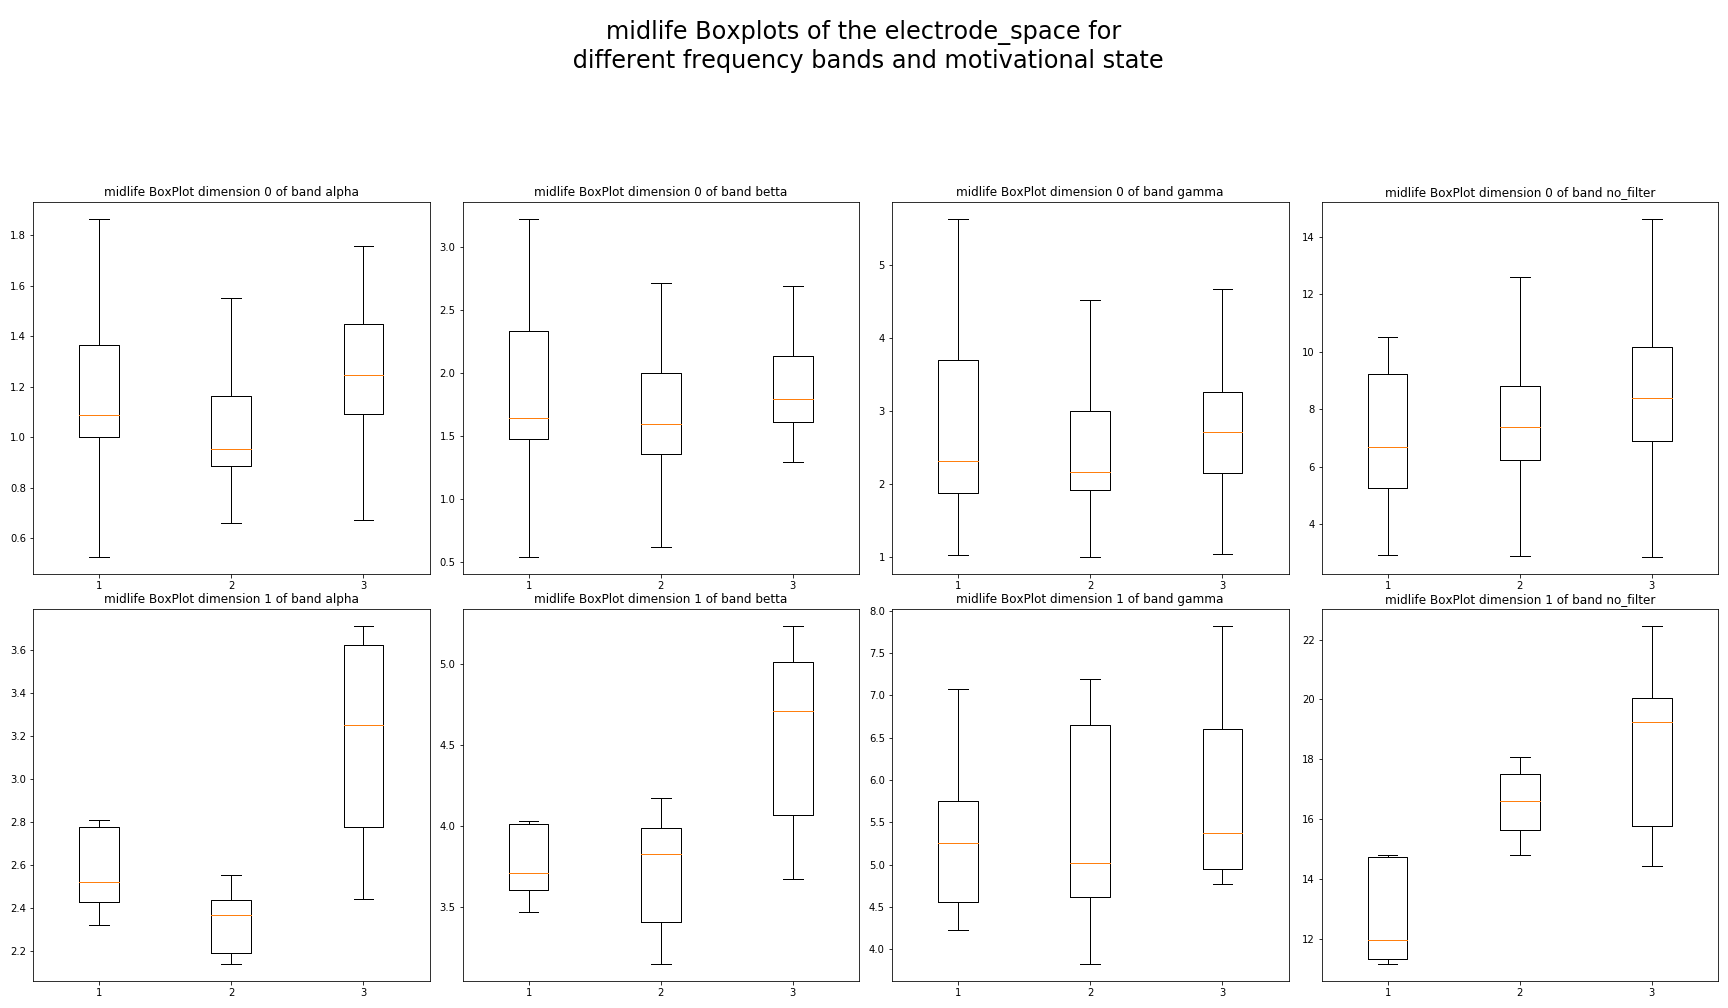 midlife Boxplots of the electrode_space for
different frequency bands and motivational state
midlife BoxPlot dimension 0 of band alpha
1.8
1.6
1.4
1.2
1.0
0.8
0.6
1 2 3
midlife BoxPlot dimension 0 of band betta
3.0
2.5
2.0
1.5
1.0
0.5
1 2 3
midlife BoxPlot dimension 0 of band gamma
5
4
3
2
1
1 2 3
midlife BoxPlot dimension 0 of band no_filter
14
12
10
8
6
4
1 2 3
midlife BoxPlot dimension 1 of band alpha
3.6
3.4
3.2
3.0
2.8
2.6
2.4
2.2
1 2 3
midlife BoxPlot dimension 1 of band betta
5.0
4.5
4.0
3.5
1 2 3
midlife BoxPlot dimension 1 of band gamma
8.0
7.5
7.0
6.5
6.0
5.5
5.0
4.5
4.0
1 2 3
midlife BoxPlot dimension 1 of band no_filter
22
20
18
16
14
12
1 2 3